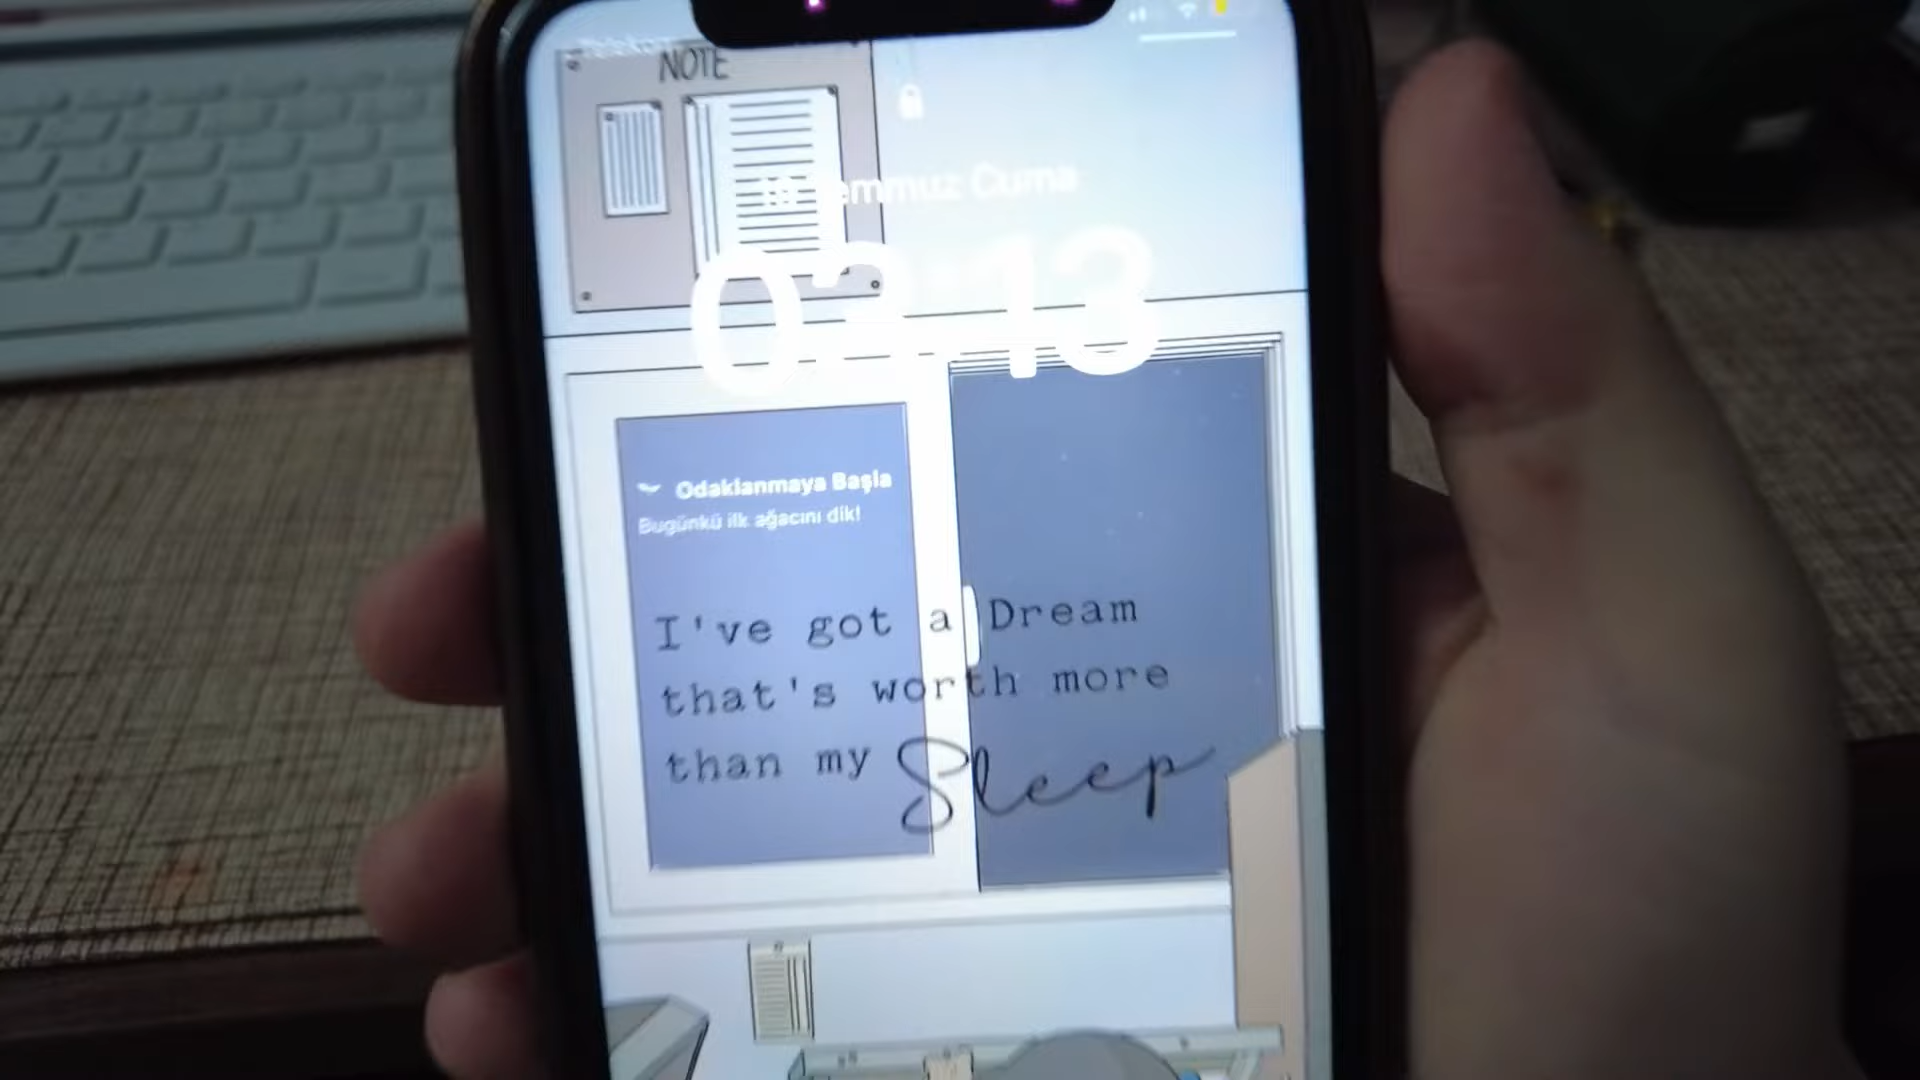 NOTE
Temmuz Cuma
Odaklanmaya Başla
Bugünkü ilk ağacını dik!
I've got a Dream
that's worth more
than my Sleep